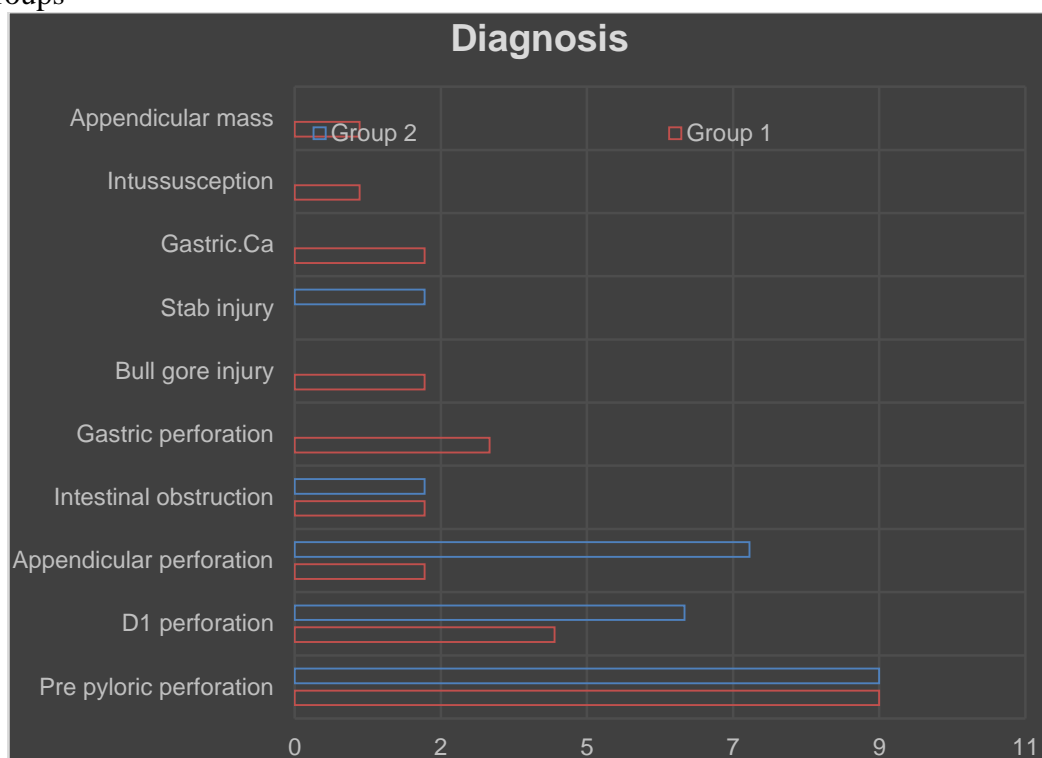 roups
Diagnosis
Appendicular mass
Group 2 Group 1
Intussusception
Gastric.Ca
Stab injury
Bull gore injury
Gastric perforation
Intestinal obstruction
Appendicular perforation
D1 perforation
Pre pyloric perforation
0 2 5 7 9 11